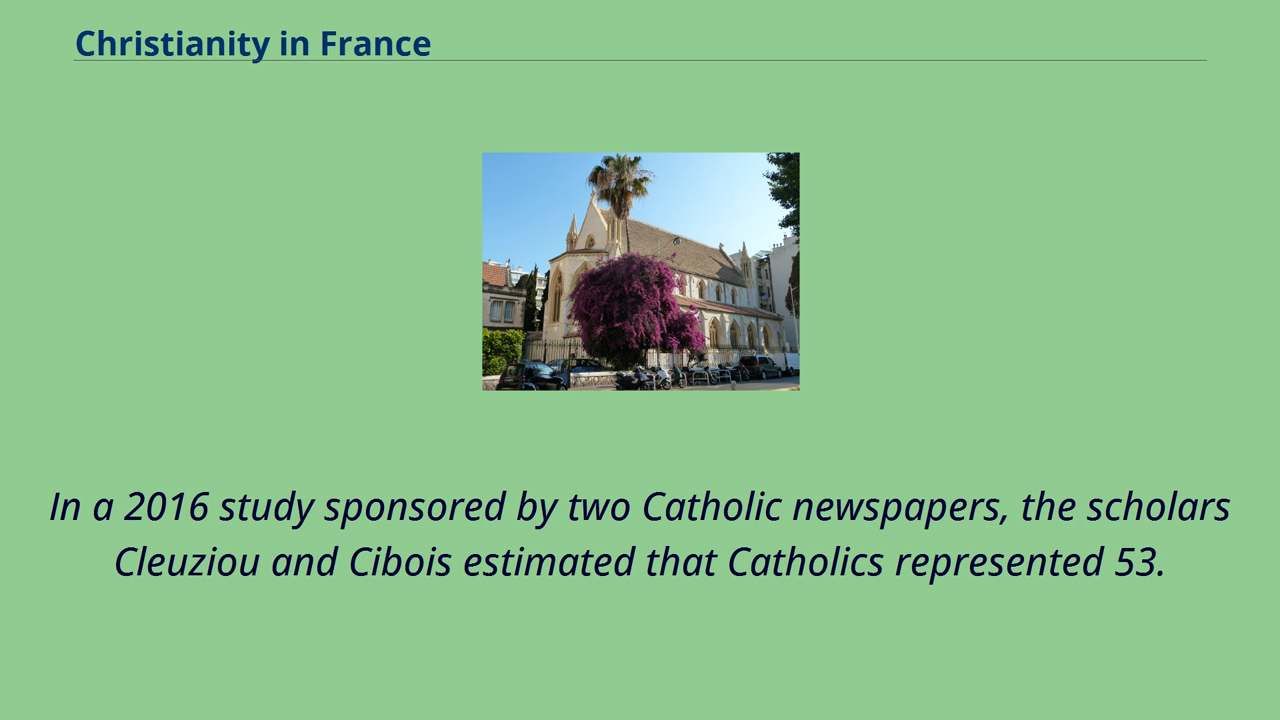 Christianity in France
In a 2016 study sponsored by two Catholic newspapers, the scholars
Cleuziou and Cibois estimated that Catholics represented 53.